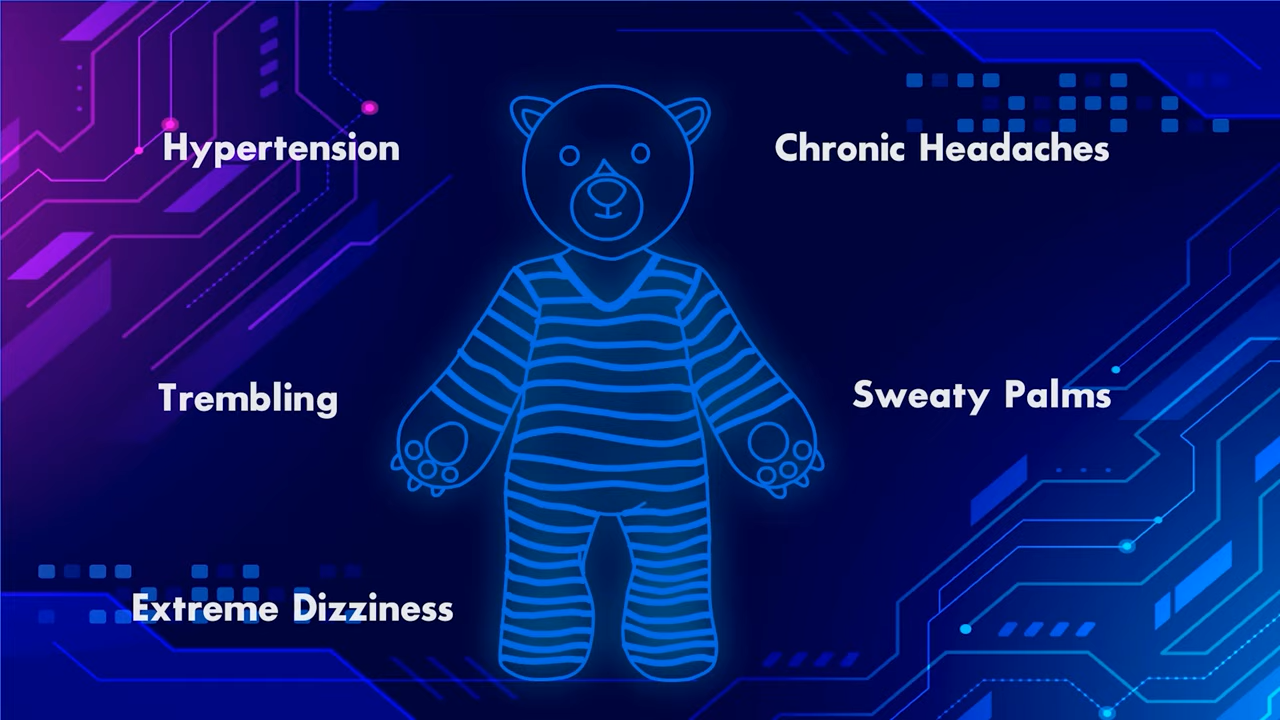 Hypertension
Chronic Headaches
Trembling
Sweaty Palms
Extreme Dizziness